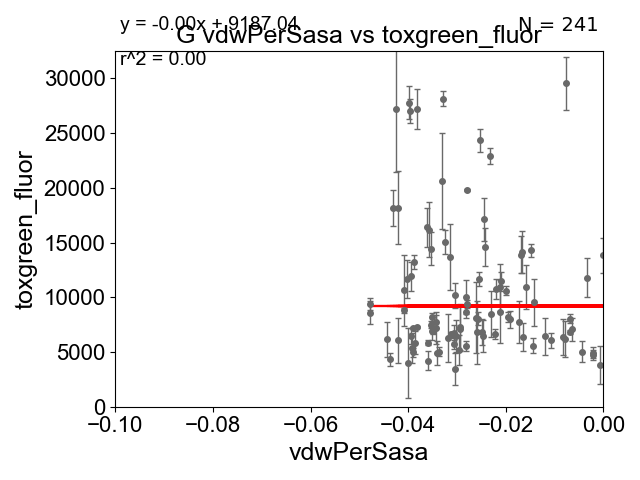 y = -0.00x + 9187.04
N = 241
G vdwPerSasa vs toxgreen_fluor
r^2 = 0.00
30000
25000
20000
15000
10000
5000
0
toxgreen_fluor
−0.10 −0.08 −0.06 −0.04 −0.02 0.00
vdwPerSasa